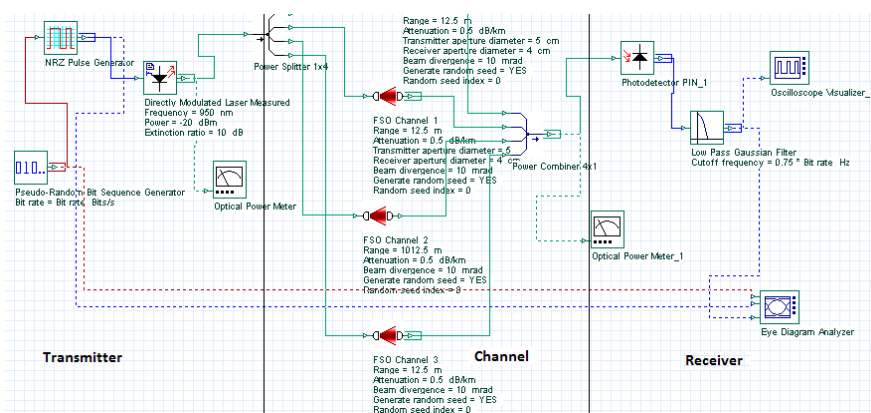 NRZ Pulse Generator
010..
Pseudo-Random Bit Sequence Generator
Bit rate = Bit rate Bits/s
Directly Modulated Laser Measured
Frequency = 950 nm
Power = -20 dBm
Extinction ratio = 10 dB
Optical Power Meter
Transmitter
Power Splitter 1x4
Range = 12.5 m
Attenuation = 0.5 dB/km
Transmitter aperture diameter = 5 cm
Receiver aperture diameter = 4 cm
Beam divergence = 10 mrad
Generate random seed = YES
Random seed index = 0
FSO Channel 1
Range = 12.5 m
Attenuation = 0.5 dB/km
Transmitter aperture diameter = 5
Receiver aperture diameter = 4 cm
Beam divergence = 10 mrad
Generate random seed = YES
Random seed index = 0
Power Combiner 4x1
FSO Channel 2
Range = 1012.5 m
Attenuation = 0.5 dB/km
Beam divergence = 10 mrad
Generate random seed = YES
Random seed index = 0
FSO Channel 3
Range = 12.5 m
Attenuation = 0.5 dB/km
Beam divergence = 10 mrad
Generate random seed = YES
Random seed index = 0
Channel
Photodetector PIN_1
Oscilloscope Visualizer_
Low Pass Gaussian Filter
Cutoff frequency = 0.75 * Bit rate Hz
Optical Power Meter_1
Eye Diagram Analyzer
Receiver